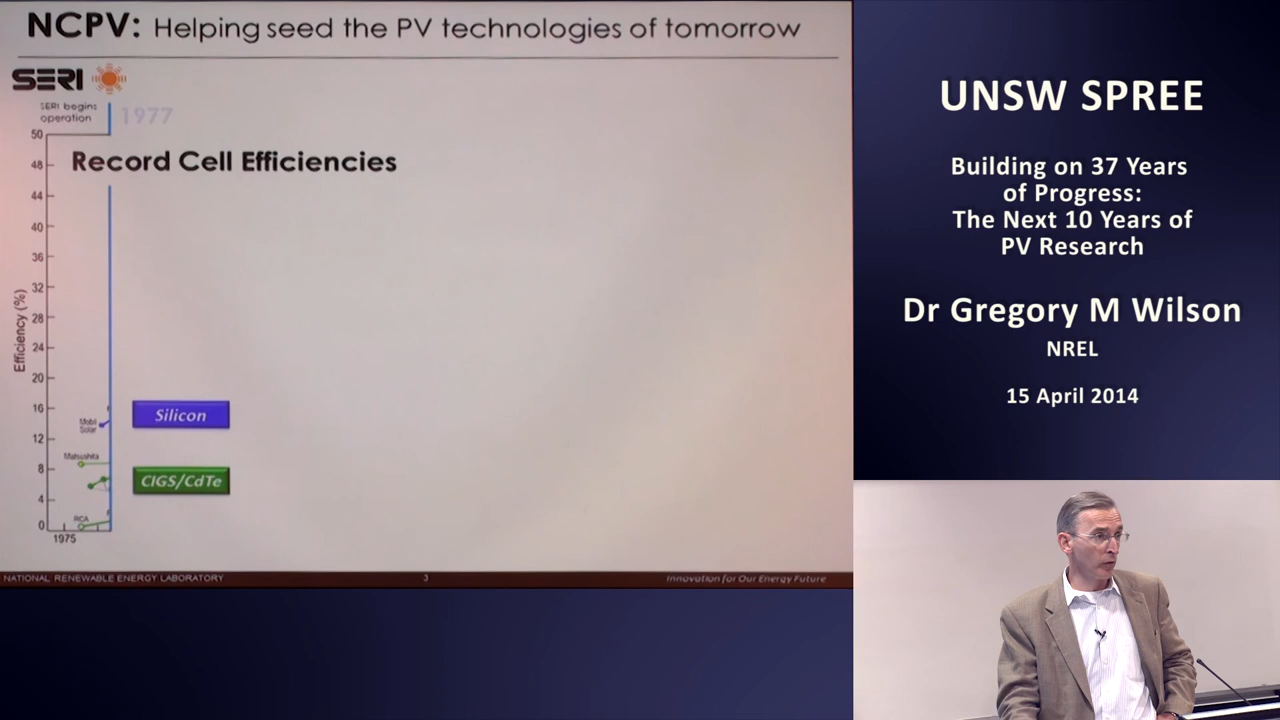 NCPV: Helping seed the PV technologies of tomorrow
SERI
SERI begins
operation
1977
50
Record Cell Efficiencies
48
44
40
36
32
28
24
20
16
12
8
4
0
Efficiency (%)
Mobil
Solar
Matsushita
RCA
1975
Silicon
CIGS/CdTe
NATIONAL RENEWABLE ENERGY LABORATORY
3
Innovation for Our Energy Future
UNSW SPREE
Building on 37 Years
of Progress:
The Next 10 Years of
PV Research
Dr Gregory M Wilson
NREL
15 April 2014